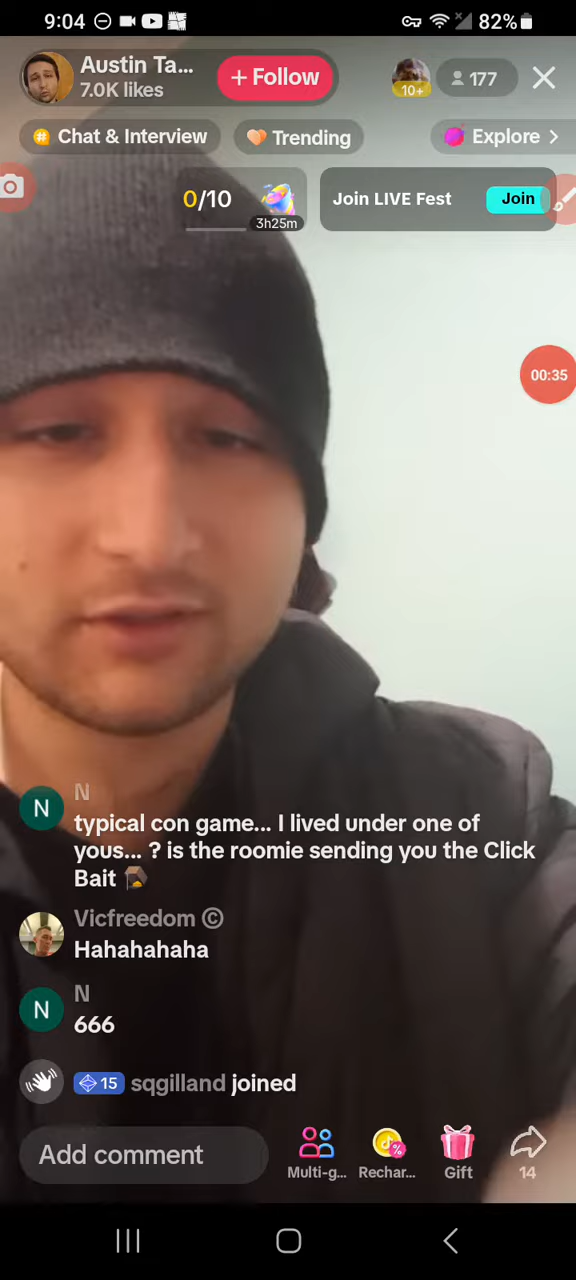 9:04
82%
Austin Ta...
7.0K likes
+ Follow
10+
177
# Chat & Interview
Trending
Explore >
0/10
3h25m
Join LIVE Fest
Join
00:35
N
N
typical con game... I lived under one of
yous... ? is the roomie sending you the Click
Bait
Vicfreedom ©
Hahahahaha
N
N
666
15 sqgilland joined
Add comment
Multi-g...
Rechar...
Gift
14